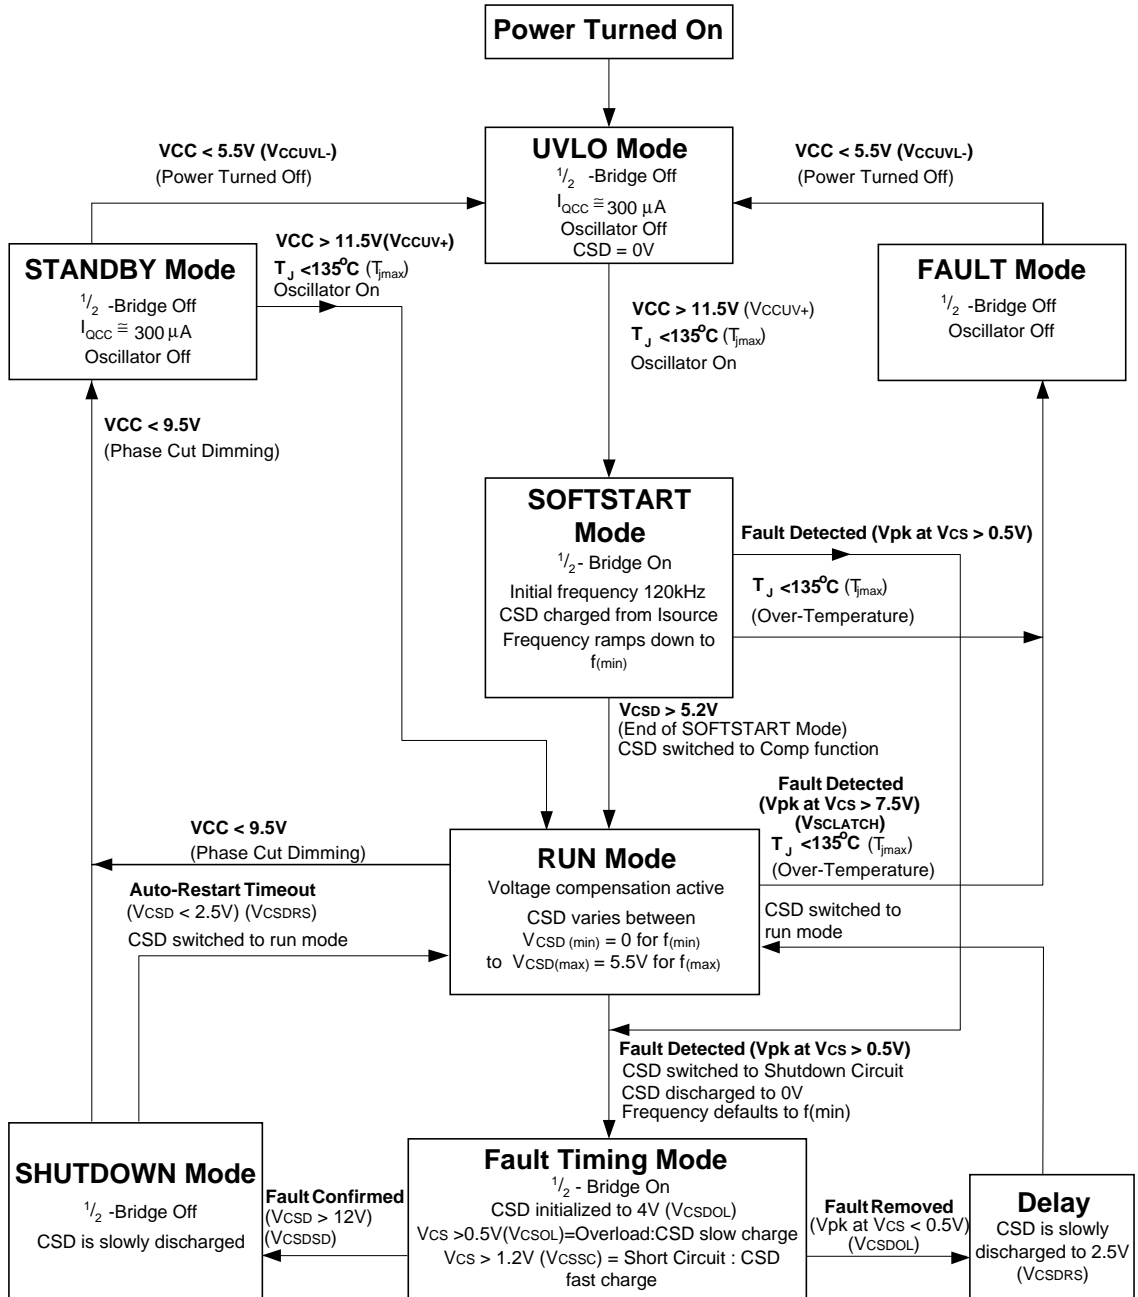 Power Turned On
VCC < 5.5V (VCCUVL-)
(Power Turned Off)
UVLO Mode
1/2 -Bridge Off
IQCC ≅ 300 μA
Oscillator Off
CSD = 0V
VCC < 5.5V (VCCUVL-)
(Power Turned Off)
STANDBY Mode
1/2 -Bridge Off
IQCC ≅ 300 μA
Oscillator Off
VCC > 11.5V(VCCUV+)
TJ <135°C (Tjmax)
Oscillator On
VCC > 11.5V (VCCUV+)
TJ <135°C (Tjmax)
Oscillator On
FAULT Mode
1/2 -Bridge Off
Oscillator Off
VCC < 9.5V
(Phase Cut Dimming)
SOFTSTART
Mode
1/2- Bridge On
Initial frequency 120kHz
CSD charged from Isource
Frequency ramps down to
f(min)
Fault Detected (Vpk at VCS > 0.5V)
TJ <135°C (Tjmax)
(Over-Temperature)
VCSD > 5.2V
(End of SOFTSTART Mode)
CSD switched to Comp function
Fault Detected
(Vpk at VCS > 7.5V)
(VSCLATCH)
TJ <135°C (Tjmax)
(Over-Temperature)
VCC < 9.5V
(Phase Cut Dimming)
RUN Mode
Voltage compensation active
CSD varies between
VCSD (min) = 0 for f(min)
to VCSD(max) = 5.5V for f(max)
Auto-Restart Timeout
(VCSD < 2.5V) (VCSDRS)
CSD switched to run mode
CSD switched to
run mode
Fault Detected (Vpk at VCS > 0.5V)
CSD switched to Shutdown Circuit
CSD discharged to 0V
Frequency defaults to f(min)
SHUTDOWN Mode
1/2 -Bridge Off
CSD is slowly discharged
Fault Confirmed
(VCSD > 12V)
(VCSDSD)
Fault Timing Mode
1/2 - Bridge On
CSD initialized to 4V (VCSDOL)
VCS >0.5V(VCSOL)=Overload:CSD slow charge
VCS > 1.2V (VCSSC) = Short Circuit : CSD
fast charge
Fault Removed
(Vpk at VCS < 0.5V)
(VCSDOL)
Delay
CSD is slowly
discharged to 2.5V
(VCSDRS)